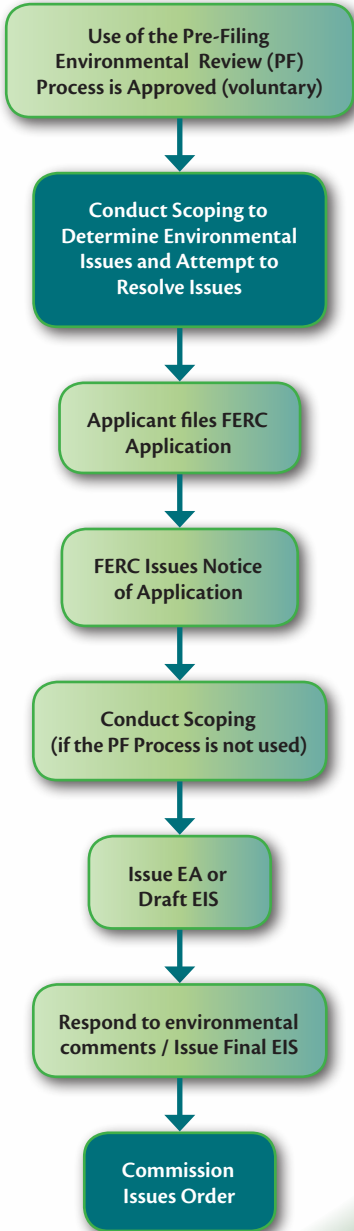 Use of the Pre-Filing
Environmental Review (PF)
Process is Approved (voluntary)
Conduct Scoping to
Determine Environmental
Issues and Attempt to
Resolve Issues
Applicant files FERC
Application
FERC Issues Notice
of Application
Conduct Scoping
(if the PF Process is not used)
Issue EA or
Draft EIS
Respond to environmental
comments / Issue Final EIS
Commission
Issues Order